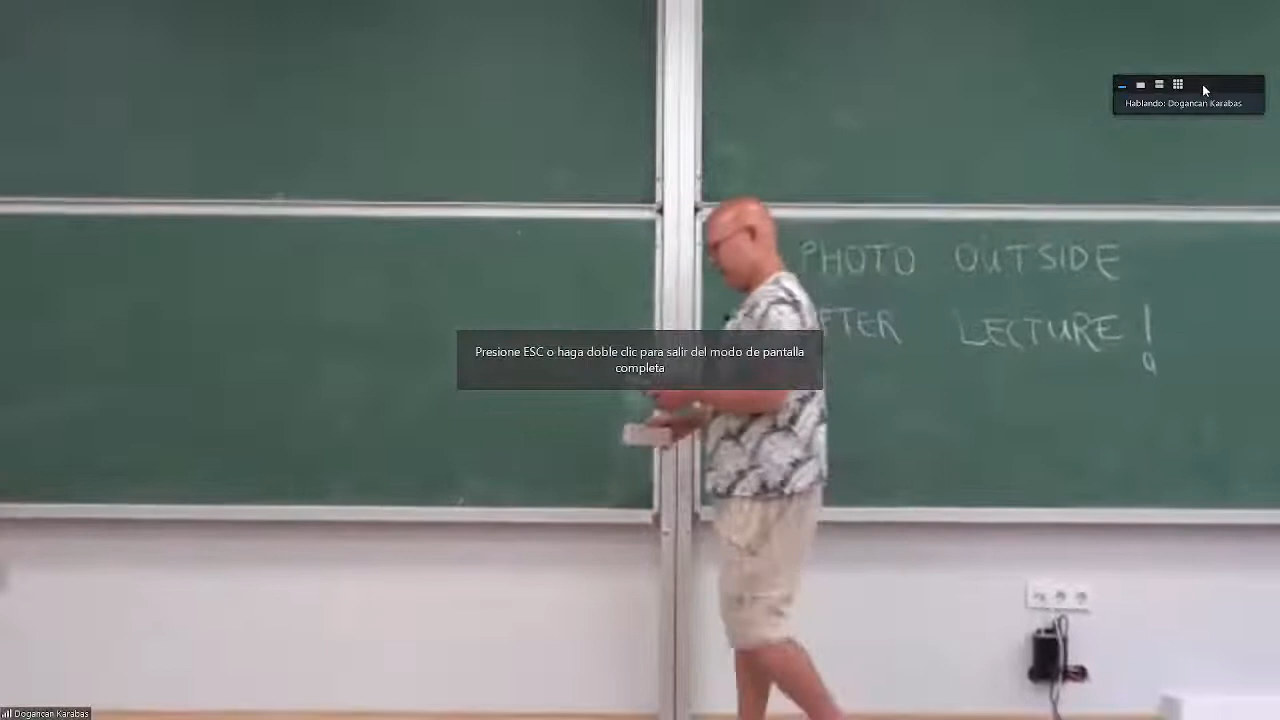 Hablando: Dogancan Karabas
PHOTO OUTSIDE
AFTER LECTURE!
Presione ESC o haga doble clic para salir del modo de pantalla
completa
Dogancan Karabas